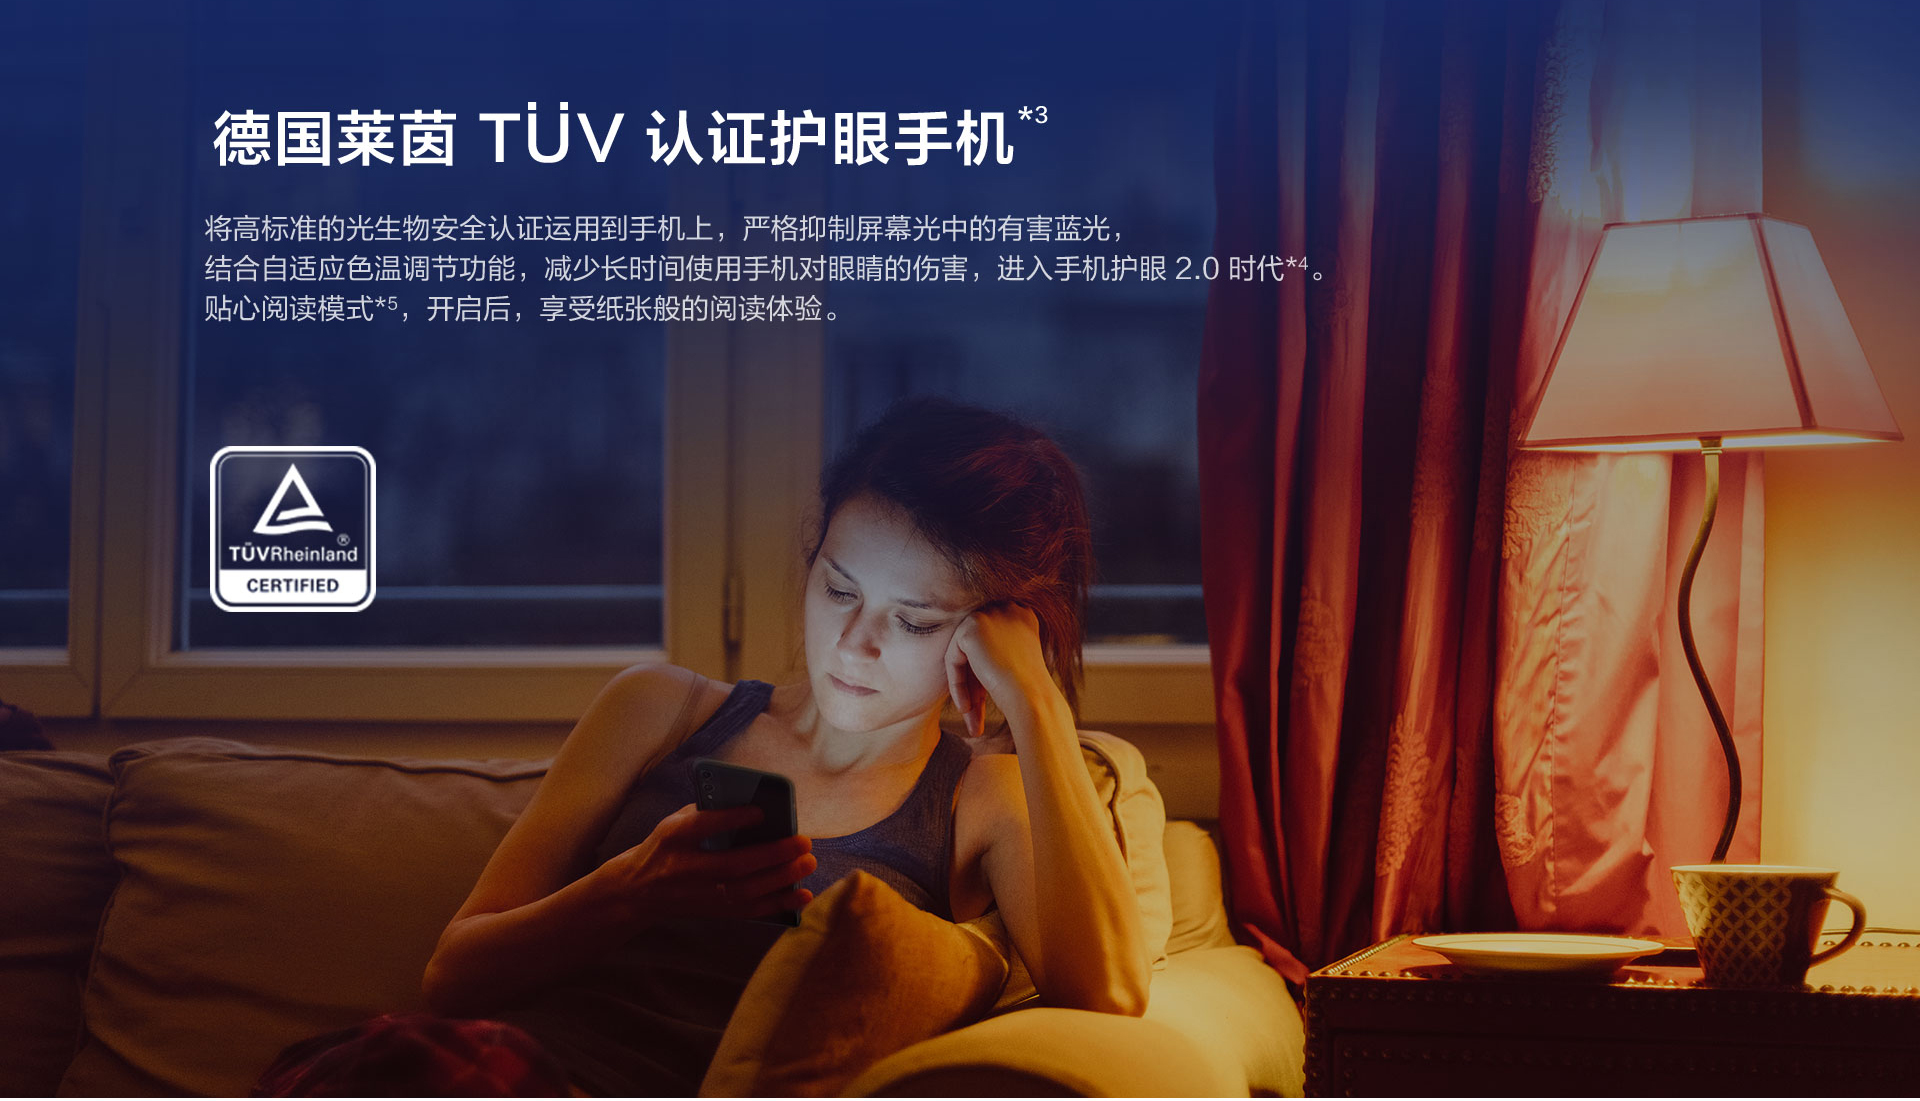 德国莱茵 TÜV 认证护眼手机*3
将高标准的光生物安全认证运用到手机上，严格抑制屏幕光中的有害蓝光，
结合自适应色温调节功能，减少长时间使用手机对眼睛的伤害，进入手机护眼 2.0 时代*4。
贴心阅读模式*5，开启后，享受纸张般的阅读体验。
®
TÜVRheinland
CERTIFIED